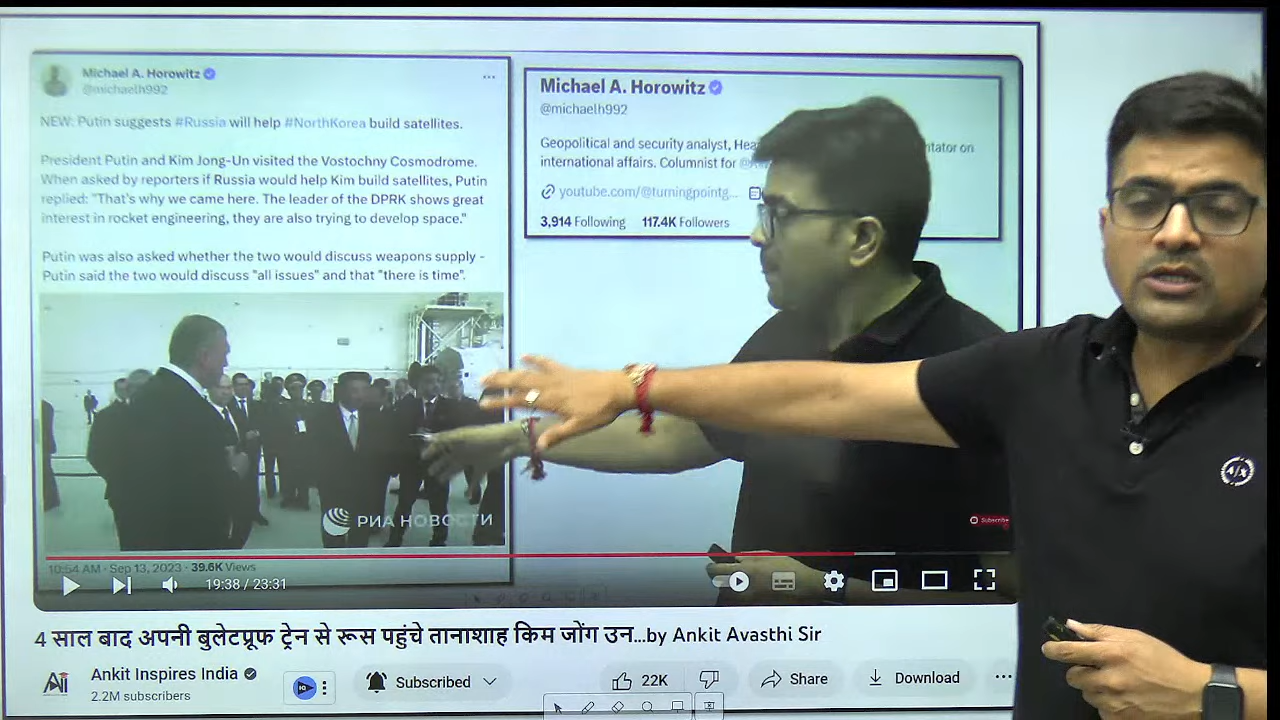 Michael A. Horowitz
@michaelh992
NEW: Putin suggests #Russia will help #NorthKorea build satellites.
President Putin and Kim Jong-Un visited the Vostochny Cosmodrome.
When asked by reporters if Russia would help Kim build satellites, Putin
replied: "That's why we came here. The leader of the DPRK shows great
interest in rocket engineering, they are also trying to develop space."
Putin was also asked whether the two would discuss weapons supply -
Putin said the two would discuss "all issues" and that "there is time".
РИА НОВОСТИ
10:54 AM · Sep 13, 2023 · 39.6K Views
Michael A. Horowitz
@michaelh992
Geopolitical and security analyst,
international affairs. Columnist for
youtube.com/@turningpointg...
3,914 Following 117.4K Followers
Subscribe
19:38 / 23:31
4 साल बाद अपनी बुलेटप्रूफ ट्रेन से रूस पहुंचे तानाशाह किम जोंग उन...by Ankit Avasthi Sir
Ai
Ankit Inspires India
2.2M subscribers
Subscribed
22K
Share
Download